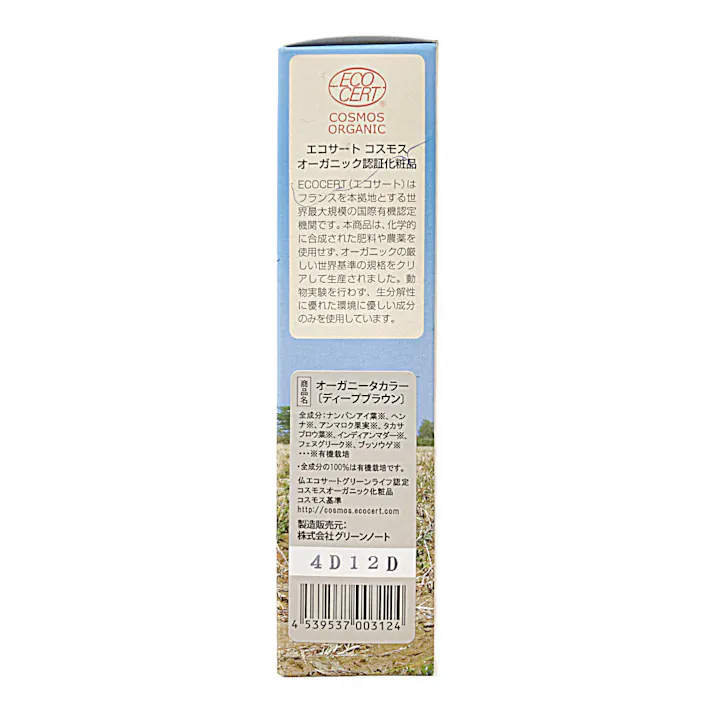 ECO
CERT
®
COSMOS
ORGANIC
エコサート コスモス
オーガニック認証化粧品
ECOCERT(エコサート)は
フランスを本拠地とする世
界最大規模の国際有機認定
機関です。本商品は、化学的
に合成された肥料や農薬を
使用せず、オーガニックの厳
しい世界基準の規格をクリ
アして生産されました。動
物実験を行わず、生分解性
に優れた環境に優しい成分
のみを使用しています。
商品名 オーガニータカラー
〔ディープブラウン〕
全成分:ナンバンアイ葉※、ヘン
ナ※、アンマロク果実※、タカサ
ブロウ葉※、インディアンマダー※、
フェヌグリーク※、ブッソウゲ※
・・・※有機栽培
・全成分の100%は有機栽培です。
仏エコサートグリーンライフ認定
コスモスオーガニック化粧品
コスモス基準
http://cosmos.ecocert.com
製造販売元:
株式会社グリーンノート
4D12D
4 539537 003124